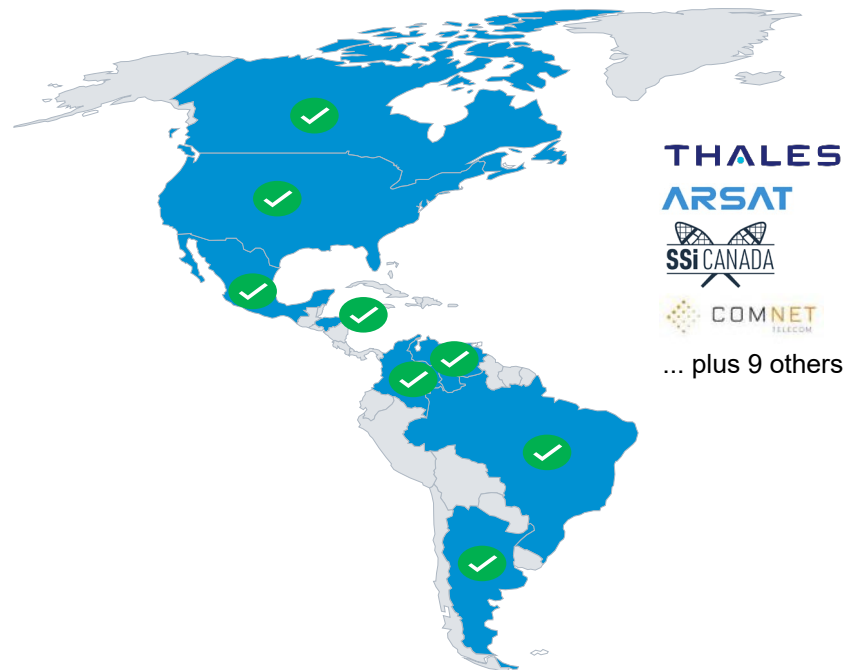 THALES
ARSAT
SSi CANADA
COMNET
TELECOM
... plus 9 others